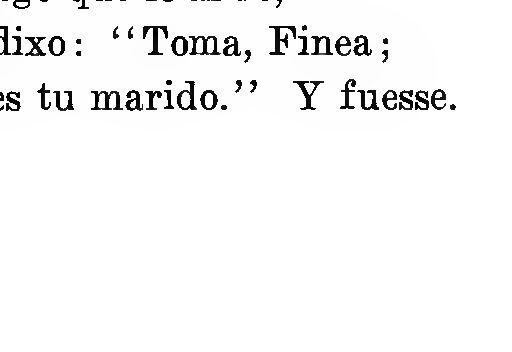 dixo: ‘‘Toma, Finea;
es tu marido.’’ Y fuesse.